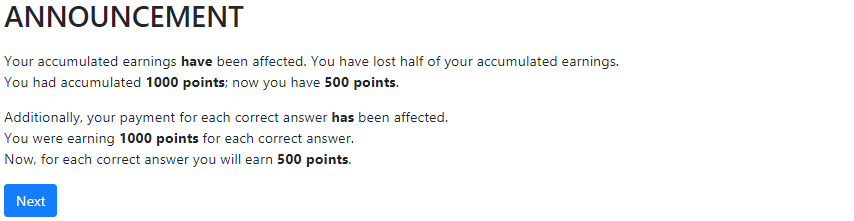 ANNOUNCEMENT
Your accumulated earnings have been affected. You have lost half of your accumulated earnings.
You had accumulated 1000 points; now you have 500 points.
Additionally, your payment for each correct answer has been affected.
You were earning 1000 points for each correct answer.
Now, for each correct answer you will earn 500 points.
Next